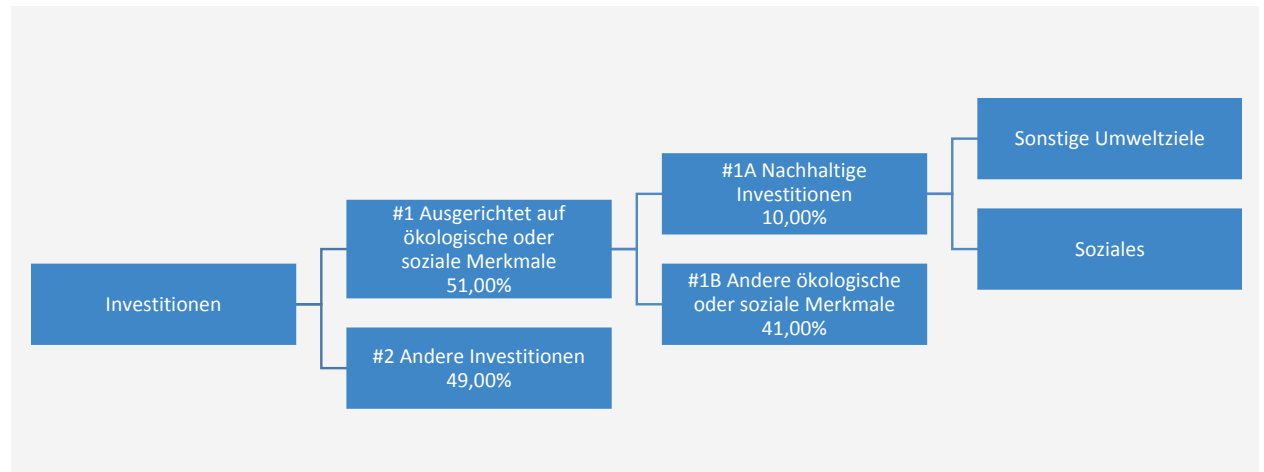 Investitionen
#1 Ausgerichtet auf
ökologische oder
soziale Merkmale
51,00%
#2 Andere Investitionen
49,00%
#1A Nachhaltige
Investitionen
10,00%
#1B Andere ökologische
oder soziale Merkmale
41,00%
Sonstige Umweltziele
Soziales